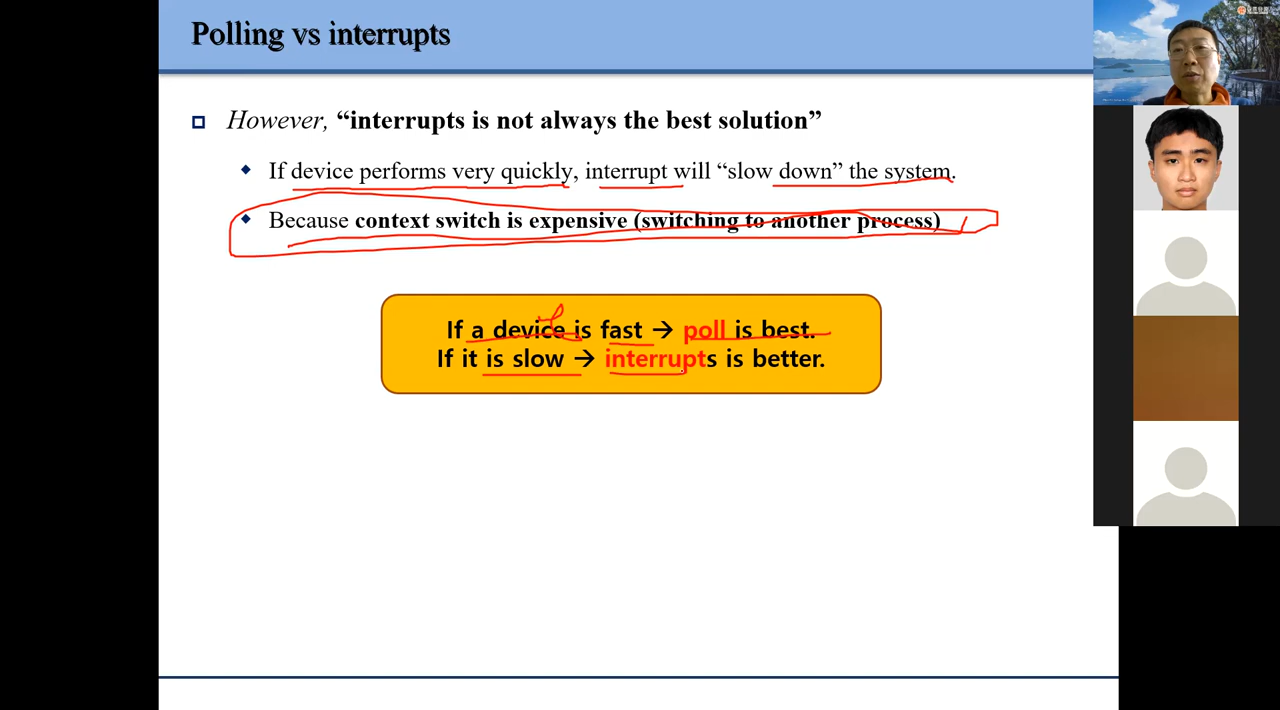 Polling vs interrupts
However, “interrupts is not always the best solution”
If device performs very quickly, interrupt will “slow down” the system.
Because context switch is expensive (switching to another process)
If a device is fast → poll is best.
If it is slow → interrupts is better.